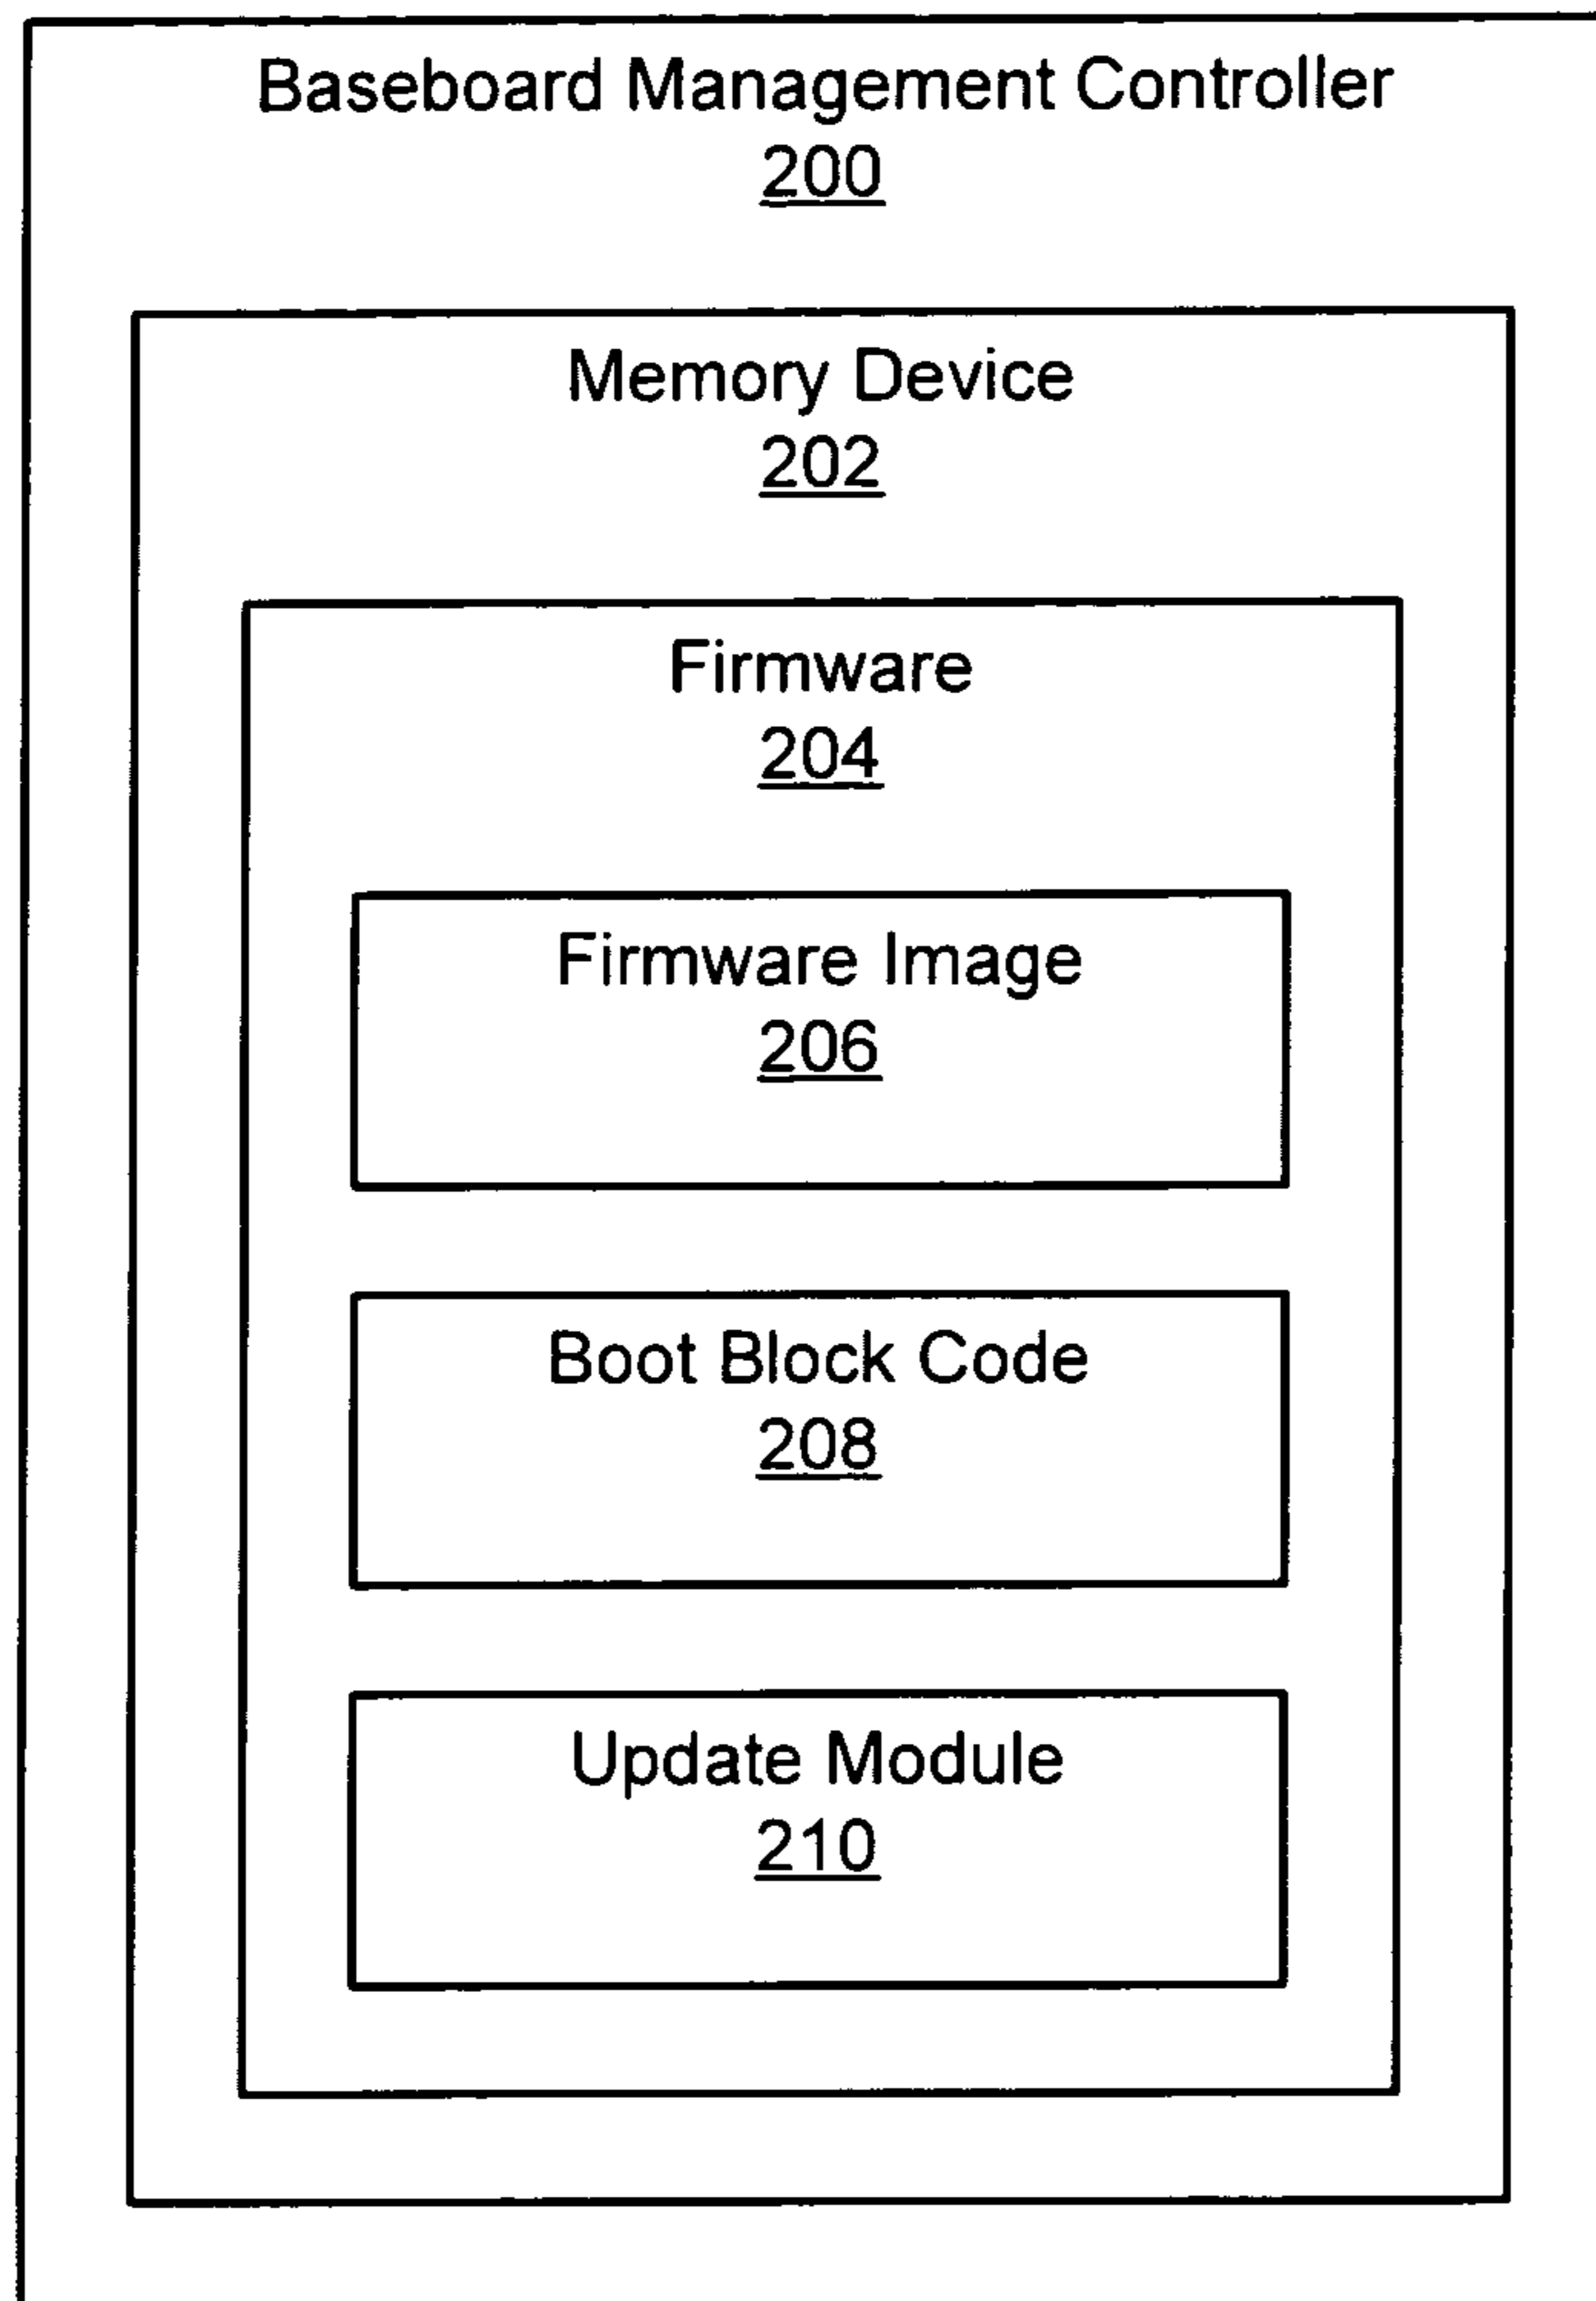 Baseboard Management Controller
200
Memory Device
202
Firmware
204
Firmware Image
206
Boot Block Code
208
Update Module
210